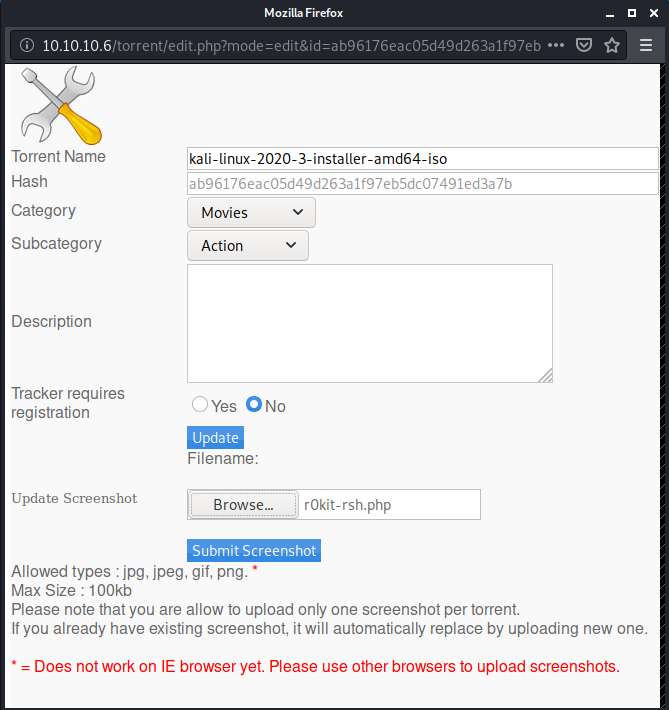 Mozilla Firefox
10.10.10.6/torrent/edit.php?mode=edit&id=ab96176eac05d49d263a1f97eb
Torrent Name kali-linux-2020-3-installer-amd64-iso
Hash ab96176eac05d49d263a1f97eb5dc07491ed3a7b
Category Movies
Subcategory Action
Description
Tracker requires
registration Yes No
Update
Filename:
Update Screenshot Browse... r0kit-rsh.php
Submit Screenshot
Allowed types : jpg, jpeg, gif, png. *
Max Size : 100kb
Please note that you are allow to upload only one screenshot per torrent.
If you already have existing screenshot, it will automatically replace by uploading new one.
* = Does not work on IE browser yet. Please use other browsers to upload screenshots.